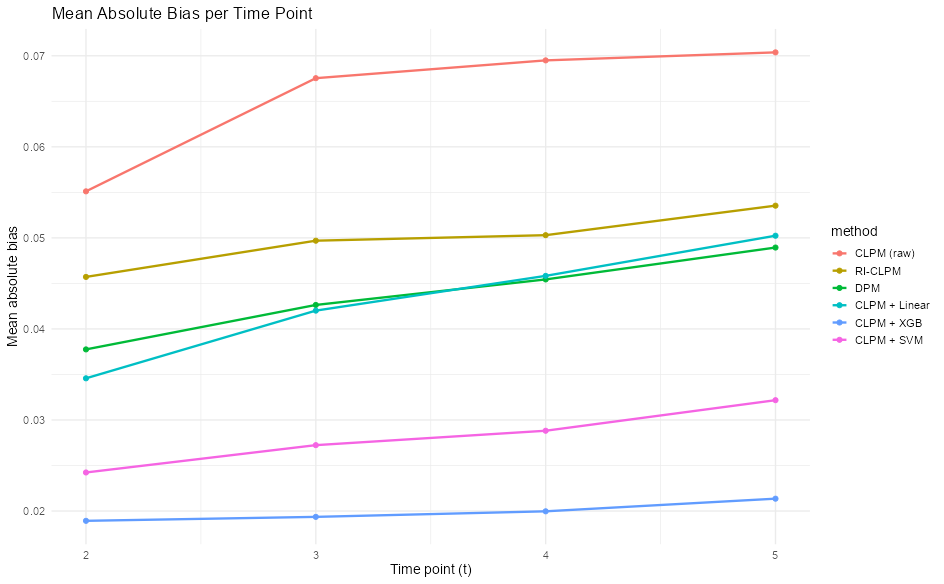 Mean Absolute Bias per Time Point
Mean absolute bias
0.07
0.06
0.05
0.04
0.03
0.02
2
3
4
5
Time point (t)
method
CLPM (raw)
RI-CLPM
DPM
CLPM + Linear
CLPM + XGB
CLPM + SVM